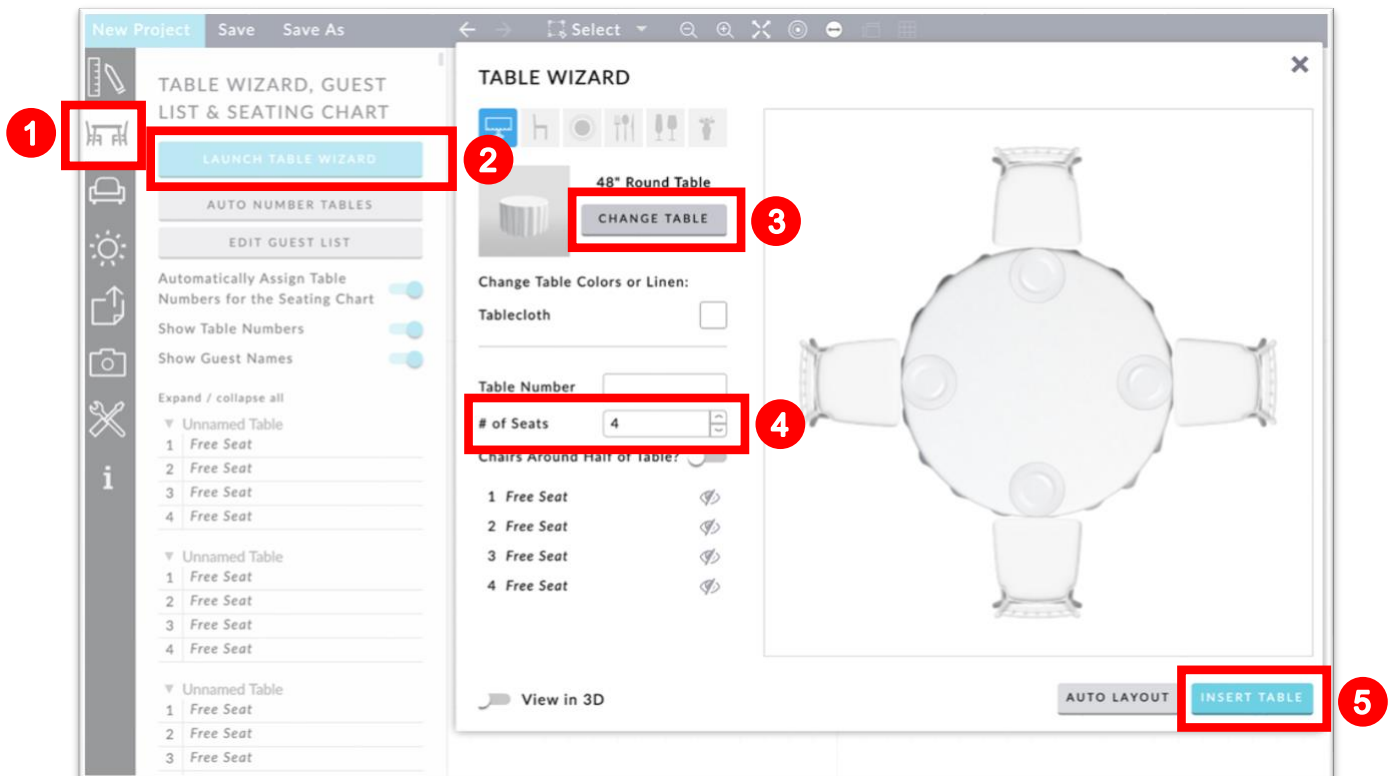 New Project Save Save As Select
TABLE WIZARD, GUEST
LIST & SEATING CHART
1
LAUNCH TABLE WIZARD
2
AUTO NUMBER TABLES
EDIT GUEST LIST
Automatically Assign Table
Numbers for the Seating Chart
Show Table Numbers
Show Guest Names
Expand / collapse all
Unnamed Table
1 Free Seat
2 Free Seat
3 Free Seat
4 Free Seat
Unnamed Table
1 Free Seat
2 Free Seat
3 Free Seat
4 Free Seat
Unnamed Table
1 Free Seat
2 Free Seat
3 Free Seat
i
TABLE WIZARD
48" Round Table
CHANGE TABLE
3
Change Table Colors or Linen:
Tablecloth
Table Number
# of Seats 4
4
Chairs Around Half of Table?
1 Free Seat
2 Free Seat
3 Free Seat
4 Free Seat
View in 3D
AUTO LAYOUT
INSERT TABLE
5